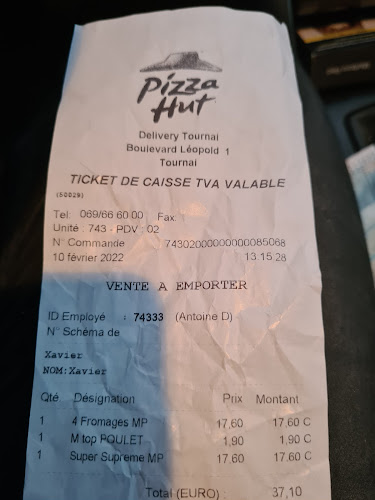 Pizza
Hut
Delivery Tournai
Boulevard Léopold 1
Tournai
TICKET DE CAISSE TVA VALABLE
(50029)
Tel: 069/66 60 00 Fax:
Unité : 743 - PDV : 02
N° Commande 74302000000000085068
10 février 2022 13:15:28
VENTE A EMPORTER
ID Employé : 74333 (Antoine D)
N° Schéma de
Xavier
NOM:Xavier
Qté Désignation Prix Montant
1 4 Fromages MP 17,60 17,60 C
1 M top POULET 1,90 1,90 C
1 Super Supreme MP 17,60 17,60 C
Total (EURO) : 37,10